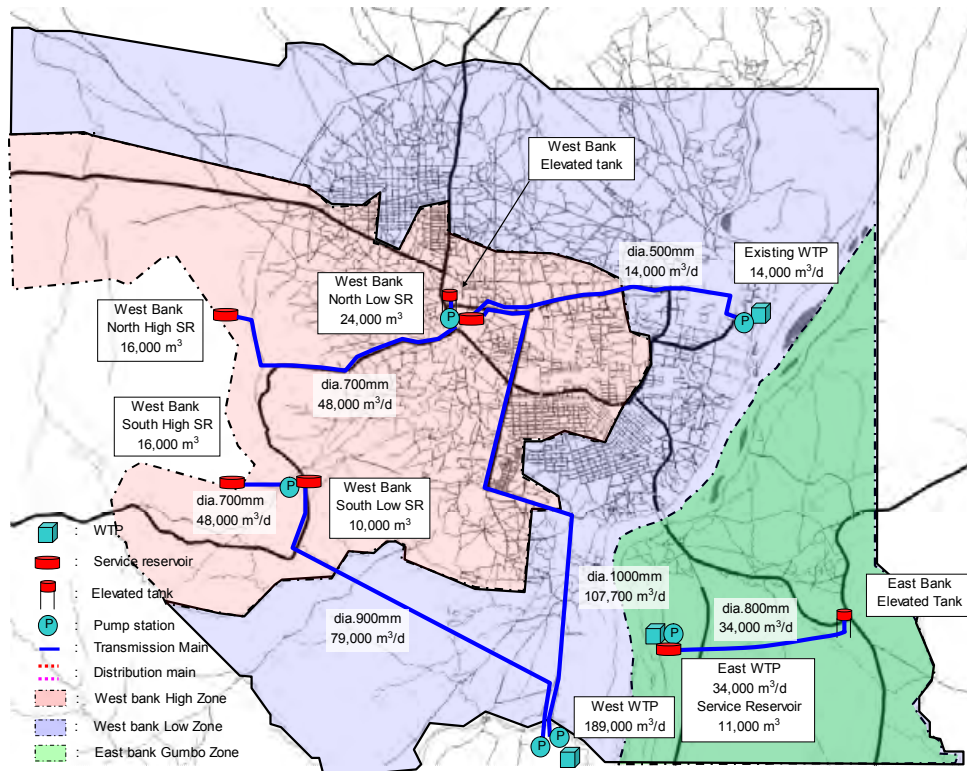 West Bank
Elevated tank
dia.500mm
14,000 m³/d
Existing WTP
14,000 m³/d
West Bank
North Low SR
24,000 m³
West Bank
North High SR
16,000 m³
P
P
dia.700mm
48,000 m³/d
West Bank
South High SR
16,000 m³
P
dia.700mm
48,000 m³/d
West Bank
South Low SR
10,000 m³
dia.1000mm
107,700 m³/d
dia.900mm
79,000 m³/d
dia.800mm
34,000 m³/d
East Bank
Elevated Tank
P
East WTP
34,000 m³/d
Service Reservoir
11,000 m³
West WTP
189,000 m³/d
P
P
: WTP
: Service reservoir
: Elevated tank
P : Pump station
: Transmission Main
: Distribution main
: West bank High Zone
: West bank Low Zone
: East bank Gumbo Zone